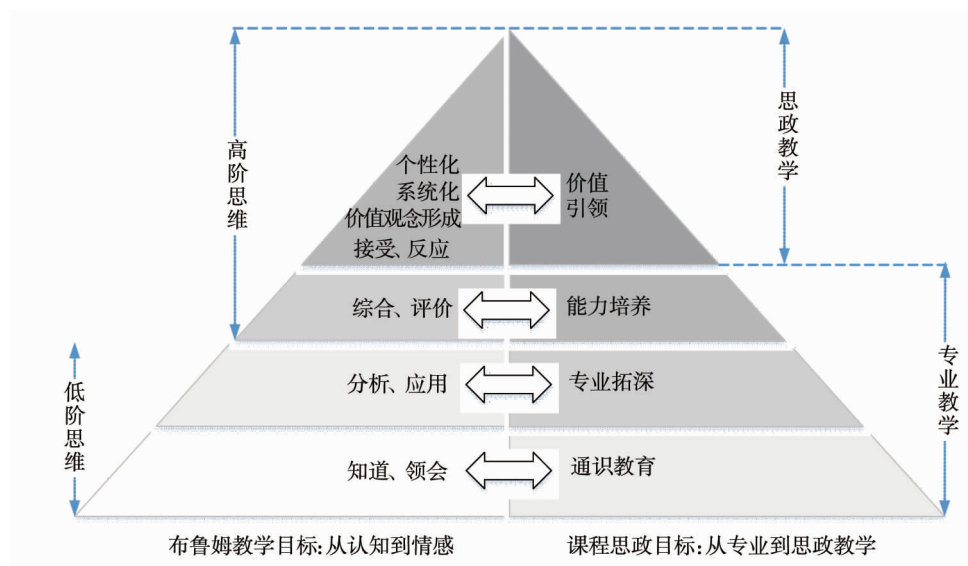 高阶思维
思政教学
个性化
系统化
价值观念形成
接受、反应
价值
引领
综合、评价
能力培养
专业教学
低阶思维
分析、应用
专业拓深
知道、领会
通识教育
布鲁姆教学目标:从认知到情感
课程思政目标:从专业到思政教学